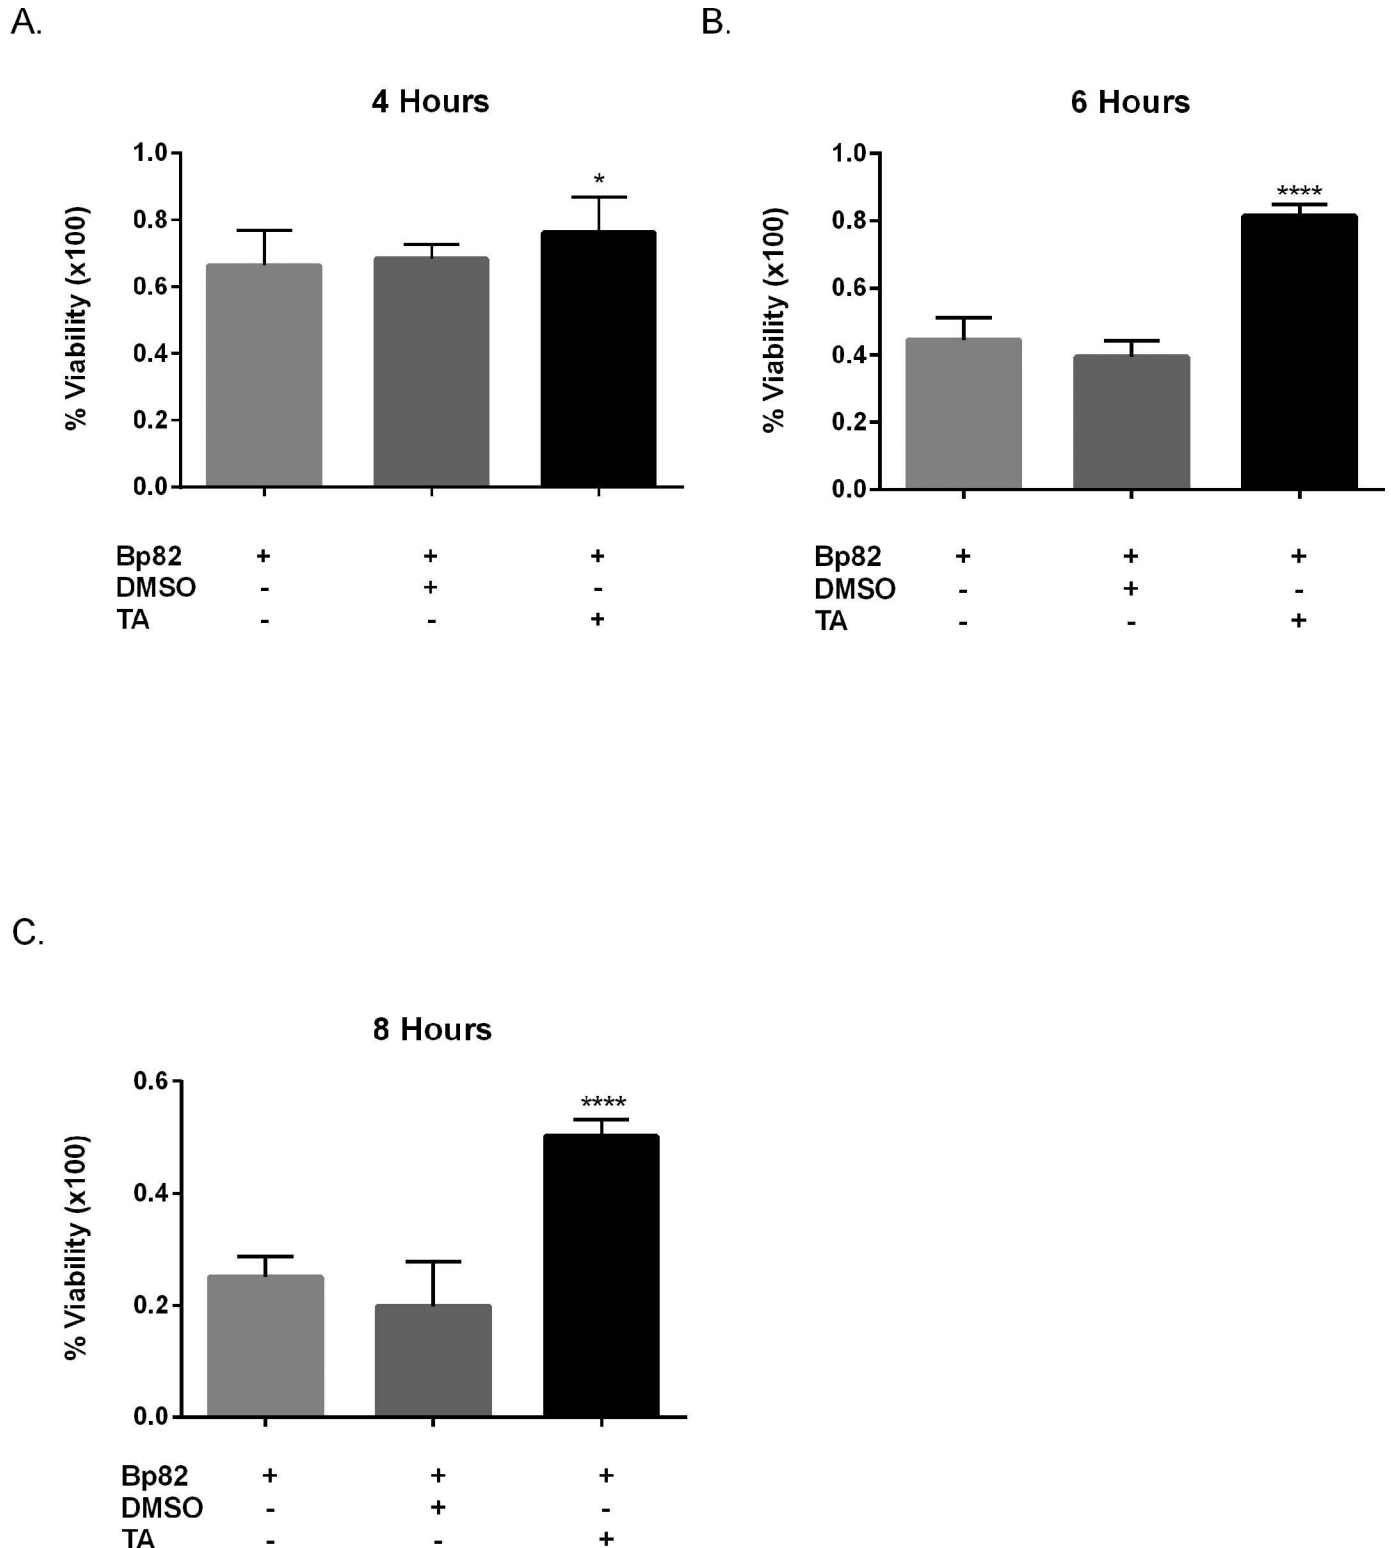 A.
4 Hours
% Viability (x100)
1.0
0.8
0.6
0.4
0.2
0.0
*
Bp82 + + +
DMSO - + -
TA - - +
B.
6 Hours
% Viability (x100)
1.0
0.8
0.6
0.4
0.2
0.0
****
Bp82 + + +
DMSO - + -
TA - - +
C.
8 Hours
% Viability (x100)
0.6
0.4
0.2
0.0
****
Bp82 + + +
DMSO - + -
TA - - +